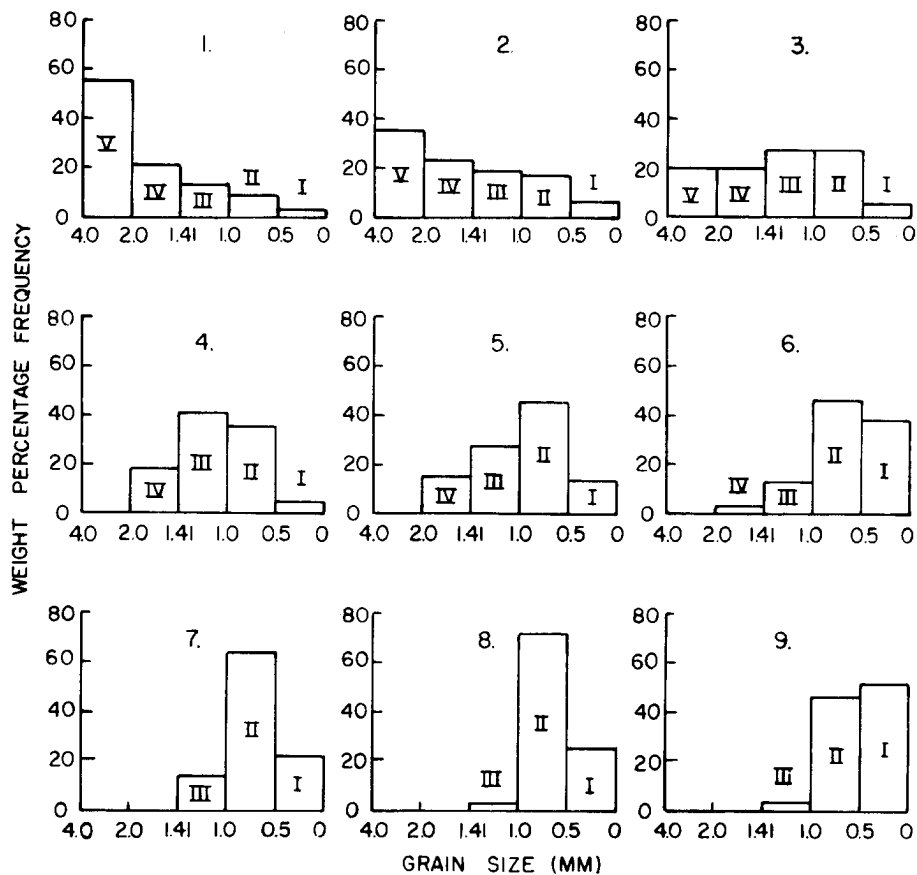 WEIGHT PERCENTAGE FREQUENCY
80 60 40 20 0
1.
V IV III II I
4.0 2.0 1.41 1.0 0.5 0
80 60 40 20 0
2.
V IV III II I
4.0 2.0 1.41 1.0 0.5 0
80 60 40 20 0
3.
V IV III II I
4.0 2.0 1.41 1.0 0.5 0
80 60 40 20 0
4.
IV III II I
4.0 2.0 1.41 1.0 0.5 0
80 60 40 20 0
5.
IV III II I
4.0 2.0 1.41 1.0 0.5 0
80 60 40 20 0
6.
IV III II I
4.0 2.0 1.41 1.0 0.5 0
80 60 40 20 0
7.
III II I
4.0 2.0 1.41 1.0 0.5 0
80 60 40 20 0
8.
III II I
4.0 2.0 1.41 1.0 0.5 0
80 60 40 20 0
9.
III II I
4.0 2.0 1.41 1.0 0.5 0
GRAIN SIZE (MM)